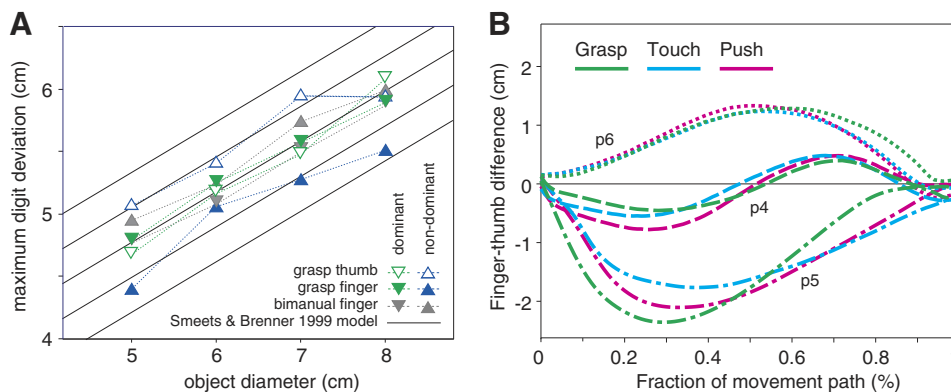 A
maximum digit deviation (cm)
6
5
4
5 6 7 8
object diameter (cm)
dominant
non-dominant
grasp thumb
grasp finger
bimanual finger
Smeets & Brenner 1999 model
B
Grasp Touch Push
Finger-thumb difference (cm)
2
1
0
-1
-2
p6
p4
p5
0 0.2 0.4 0.6 0.8
Fraction of movement path (%)